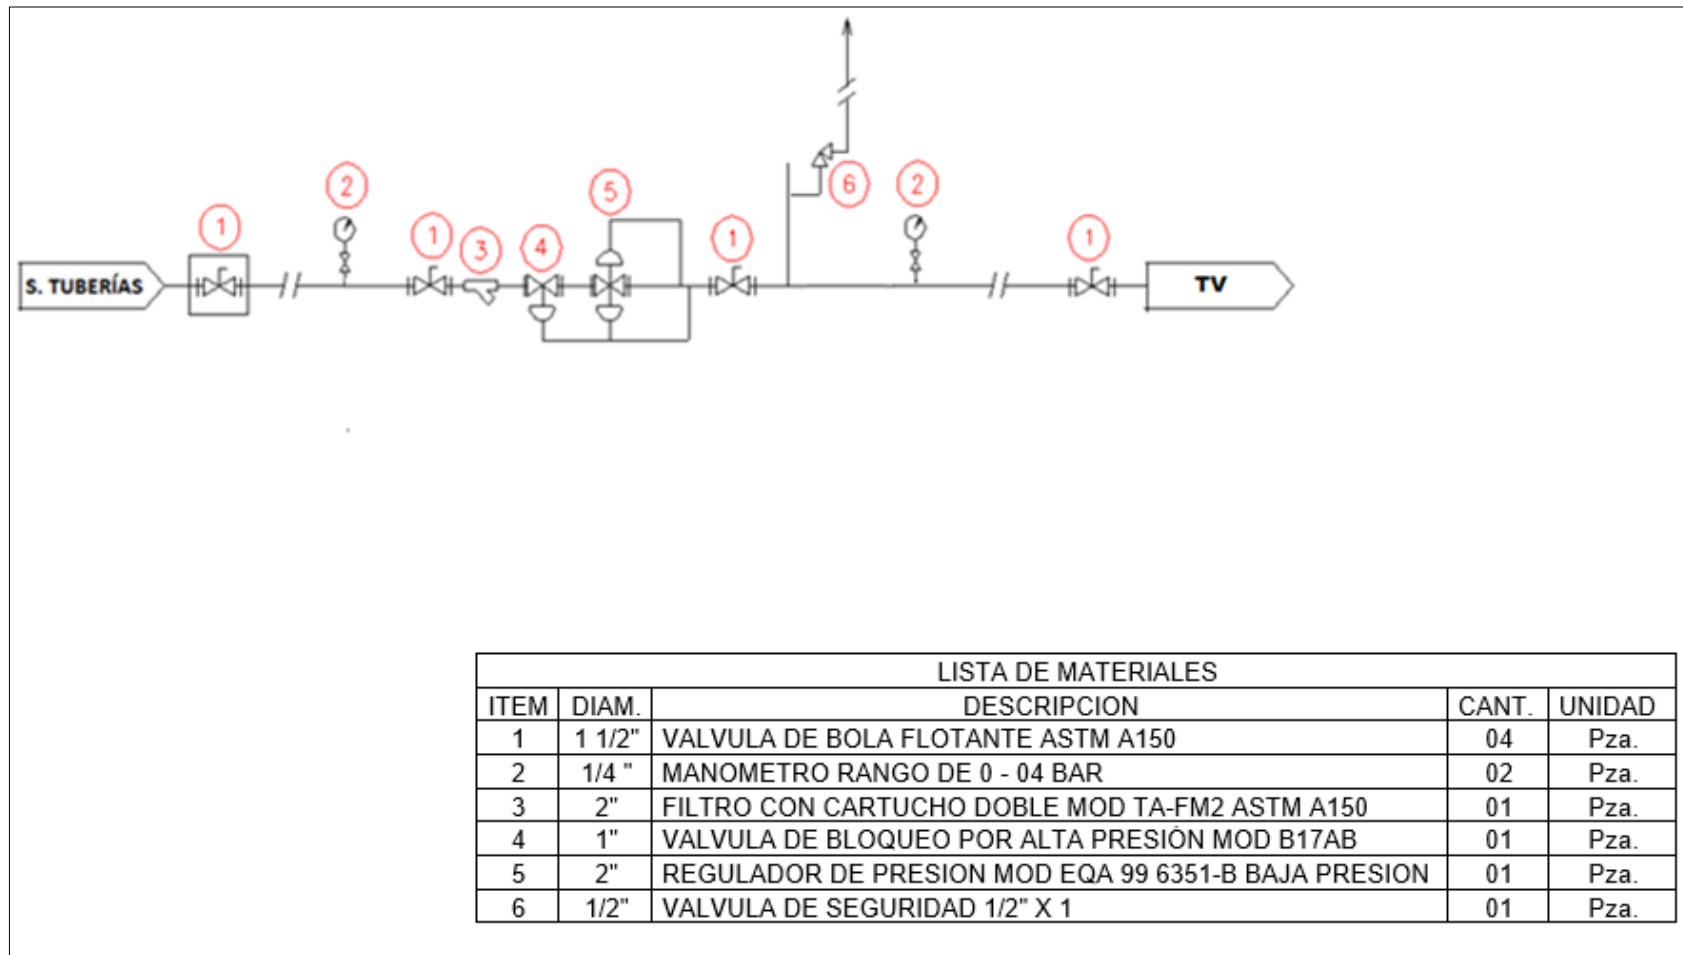 2
5
6
2
1
1
3
4
1
1
S. TUBERÍAS
TV
LISTA DE MATERIALES
ITEM DIAM. DESCRIPCION CANT. UNIDAD
1 1 1/2" VALVULA DE BOLA FLOTANTE ASTM A150 04 Pza.
2 1/4 " MANOMETRO RANGO DE 0 - 04 BAR 02 Pza.
3 2" FILTRO CON CARTUCHO DOBLE MOD TA-FM2 ASTM A150 01 Pza.
4 1" VALVULA DE BLOQUEO POR ALTA PRESIÓN MOD B17AB 01 Pza.
5 2" REGULADOR DE PRESION MOD EQA 99 6351-B BAJA PRESION 01 Pza.
6 1/2" VALVULA DE SEGURIDAD 1/2" X 1 01 Pza.